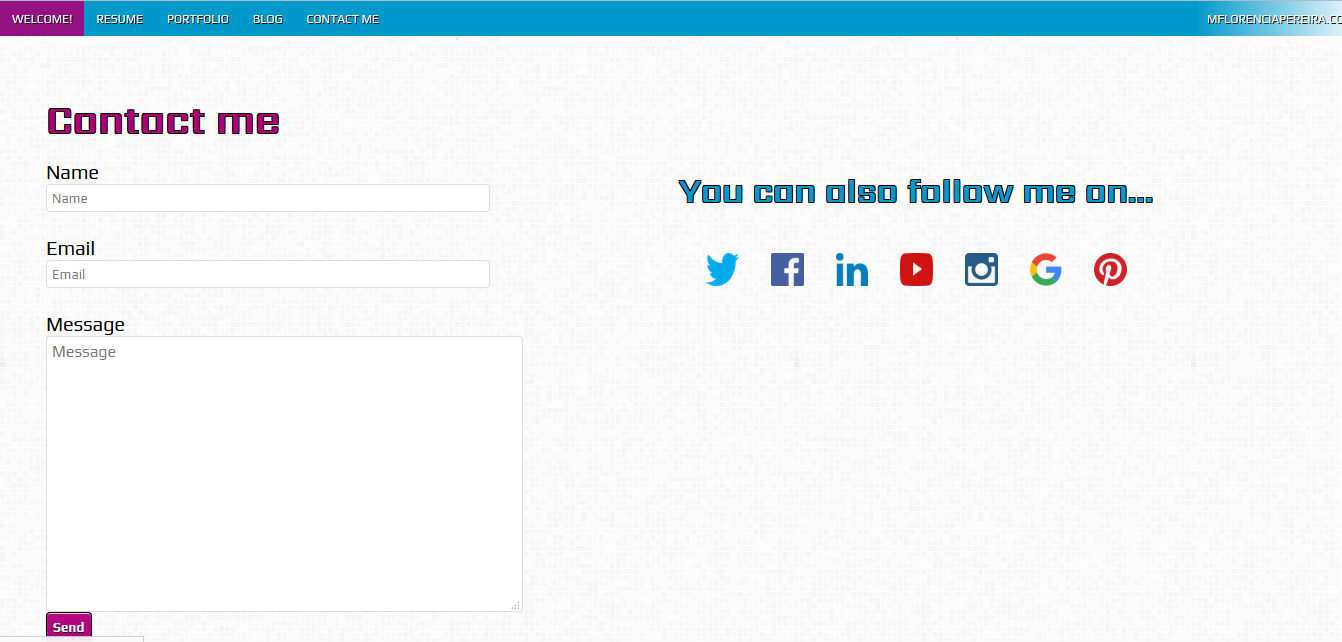 WELCOME! RESUME PORTFOLIO BLOG CONTACT ME MFLORENCIAPEREIRA.CO
Contact me
Name
Name
Email
Email
Message
Message
Send
You can also follow me on...